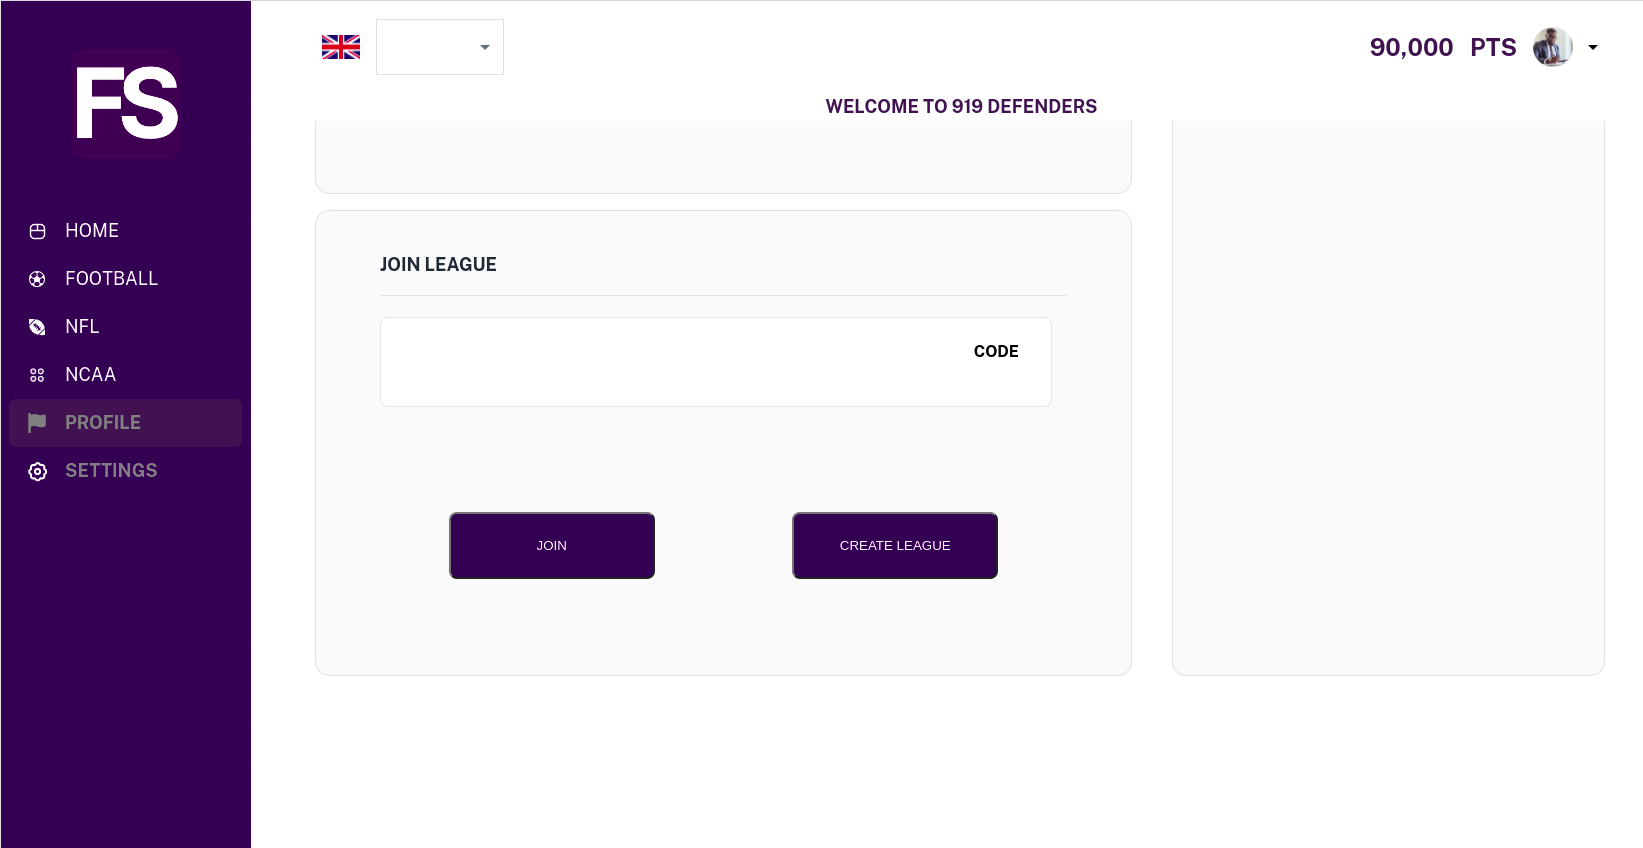 FS
90,000 PTS
WELCOME TO 919 DEFENDERS
HOME
FOOTBALL
NFL
NCAA
PROFILE
SETTINGS
JOIN LEAGUE
CODE
JOIN
CREATE LEAGUE